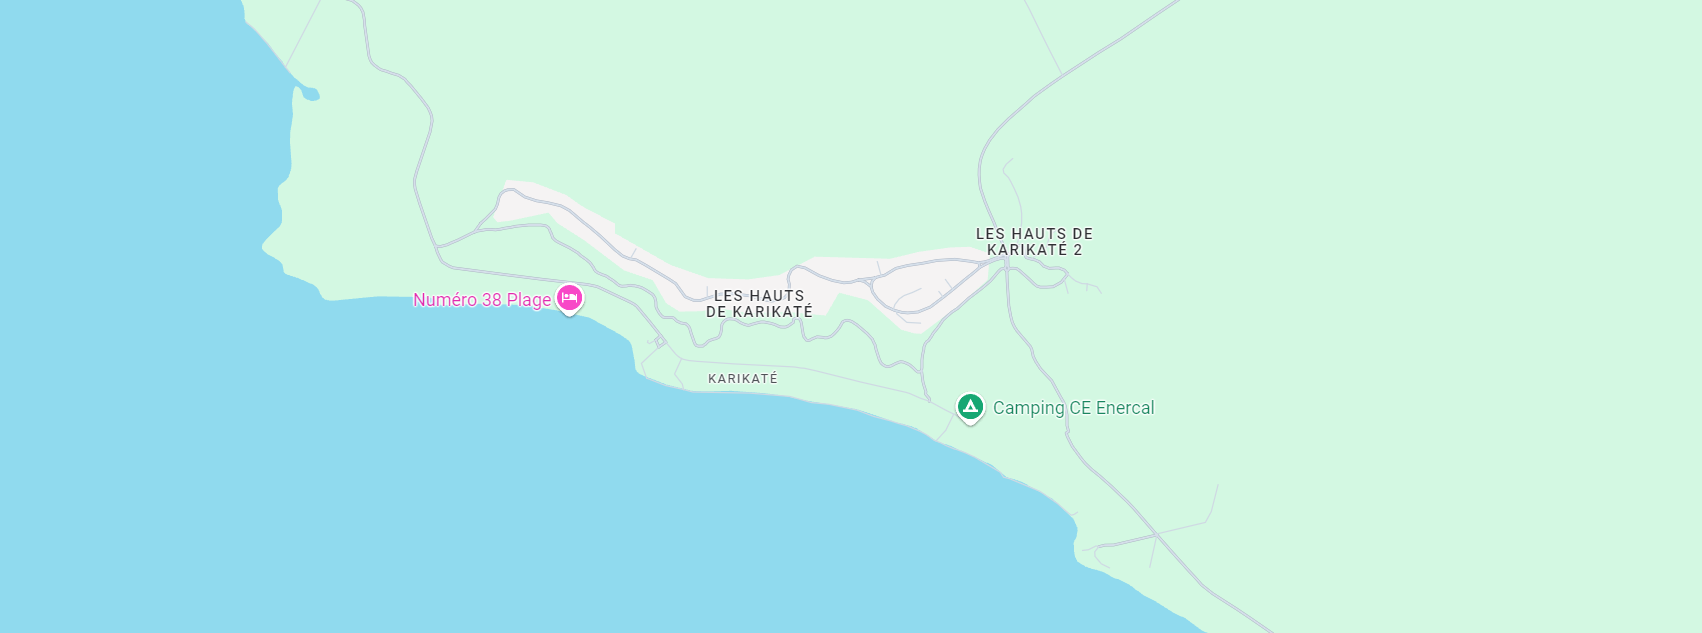 LES HAUTS DE
KARIKATÉ 2
Numéro 38 Plage
LES HAUTS
DE KARIKATÉ
KARIKATÉ
Camping CE Enercal